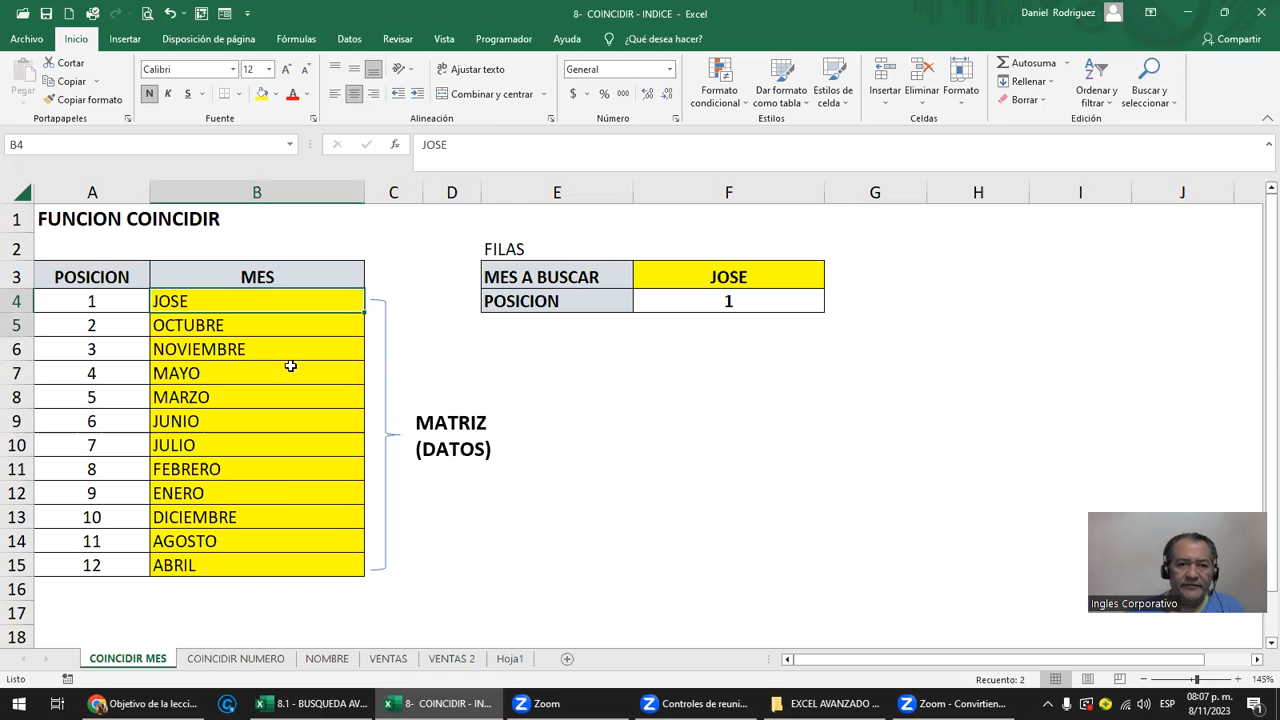 8- COINCIDIR - INDICE - Excel
Daniel Rodriguez
Archivo Inicio Insertar Disposición de página Fórmulas Datos Revisar Vista Programador Ayuda ¿Qué desea hacer? Compartir
Pegar
Cortar
Copiar
Copiar formato
Portapapeles
Calibri 12
N K S
Fuente
Ajustar texto
Combinar y centrar
Alineación
General
$ % 000
Número
Formato condicional
Dar formato como tabla
Estilos de celda
Estilos
Insertar Eliminar Formato
Celdas
Autosuma
Rellenar
Borrar
Ordenar y filtrar
Buscar y seleccionar
Edición
B4 fx JOSE
A B C D E F G H I J
1 FUNCION COINCIDIR
2 FILAS
3 POSICION MES MES A BUSCAR JOSE
4 1 JOSE POSICION 1
5 2 OCTUBRE
6 3 NOVIEMBRE
7 4 MAYO
8 5 MARZO
9 6 JUNIO
10 7 JULIO
11 8 FEBRERO
12 9 ENERO
13 10 DICIEMBRE
14 11 AGOSTO
15 12 ABRIL
16
17
18
MATRIZ
(DATOS)
Ingles Corporativo
COINCIDIR MES COINCIDIR NUMERO NOMBRE VENTAS VENTAS 2 Hoja1
Listo Recuento: 2 145%
Objetivo de la lecci... 8.1 - BUSQUEDA AV... 8- COINCIDIR - IN... Zoom Controles de reuni... EXCEL AVANZADO ... Zoom - Convirtien... ESP 08:07 p. m.
8/11/2023